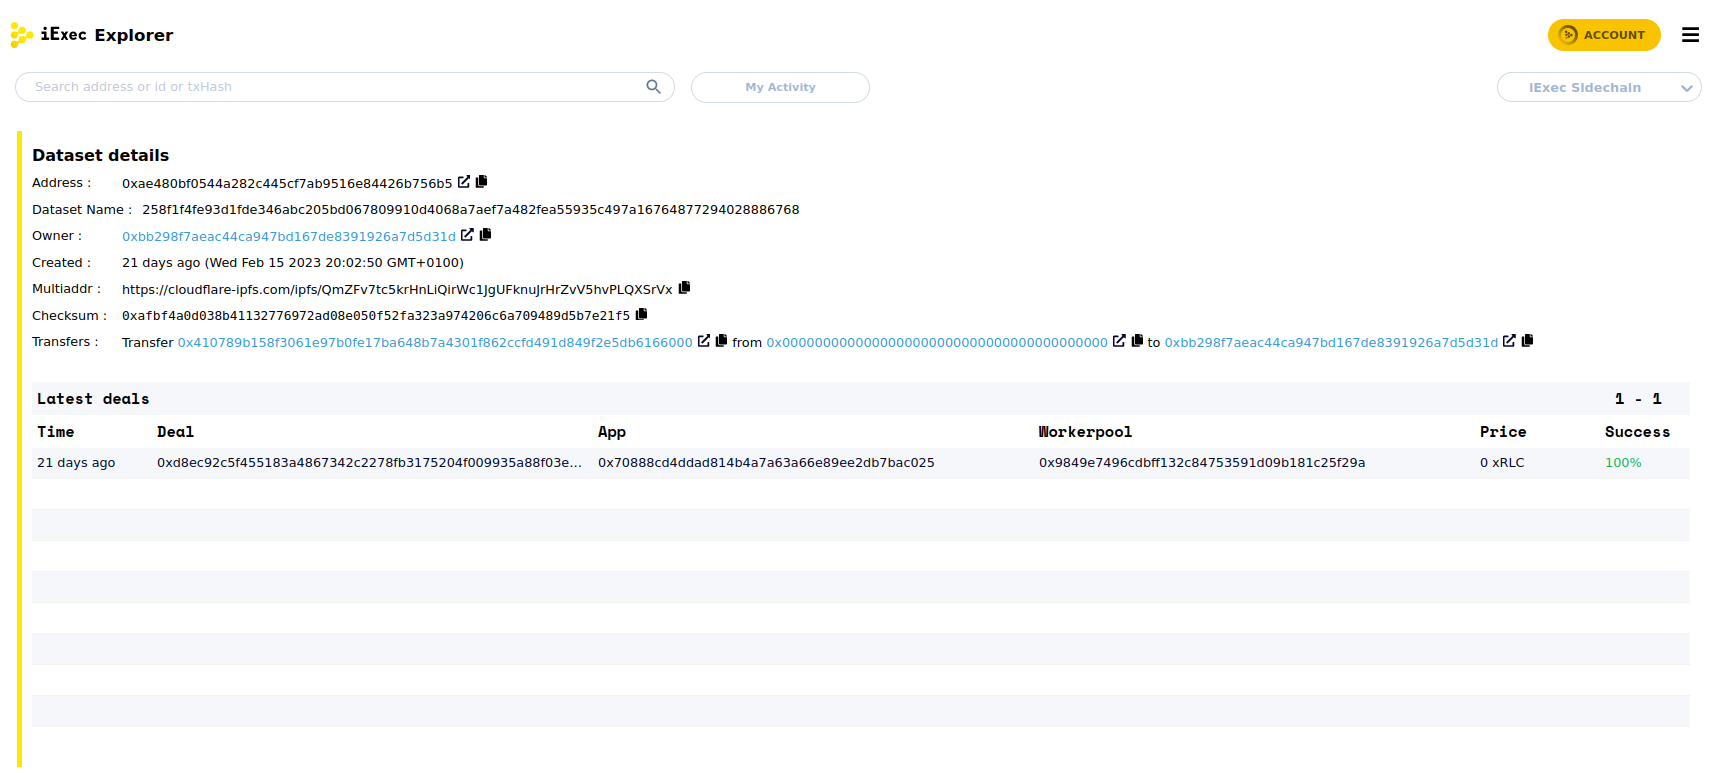 iExec Explorer
ACCOUNT
Search address or id or txHash
My Activity
iExec Sidechain
Dataset details
Address : 0xae480bf0544a282c445cf7ab9516e84426b756b5
Dataset Name : 258f1f4fe93d1fde346abc205bd067809910d4068a7aef7a482fea55935c497a16764877294028886768
Owner : 0xbb298f7aeac44ca947bd167de8391926a7d5d31d
Created : 21 days ago (Wed Feb 15 2023 20:02:50 GMT+0100)
Multiaddr : https://cloudflare-ipfs.com/ipfs/QmZFv7tc5krHnLiQirWc1JgUFknuJrHrZvV5hvPLQXSrVx
Checksum : 0xafbf4a0d038b41132776972ad08e050f52fa323a974206c6a709489d5b7e21f5
Transfers : Transfer 0x410789b158f3061e97b0fe17ba648b7a4301f862ccfd491d849f2e5db6166000 from 0x0000000000000000000000000000000000000000 to 0xbb298f7aeac44ca947bd167de8391926a7d5d31d
Latest deals 1 - 1
Time Deal App Workerpool Price Success
21 days ago 0xd8ec92c5f455183a4867342c2278fb3175204f009935a88f03e... 0x70888cd4ddad814b4a7a63a66e89ee2db7bac025 0x9849e7496cdbff132c84753591d09b181c25f29a 0 xRLC 100%